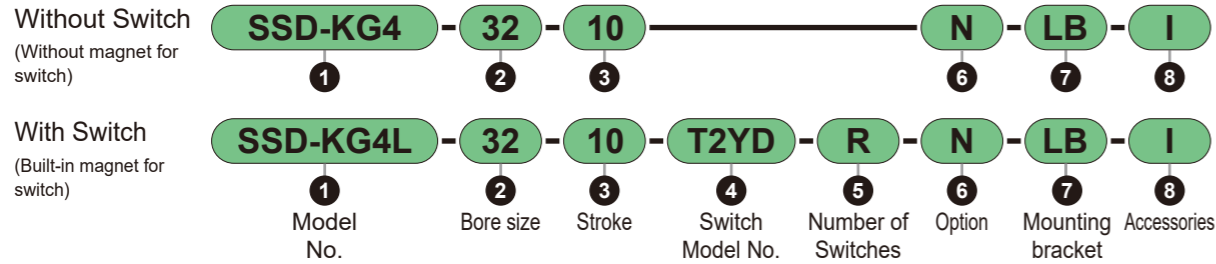 Without Switch
(Without magnet for
switch)
SSD-KG4 - 32 - 10 - N - LB - I
1 2 3 6 7 8
With Switch
(Built-in magnet for
switch)
SSD-KG4L - 32 - 10 - T2YD - R - N - LB - I
1 2 3 4 5 6 7 8
Model No.
Bore size
Stroke
Switch Model No.
Number of Switches
Option
Mounting bracket
Accessories